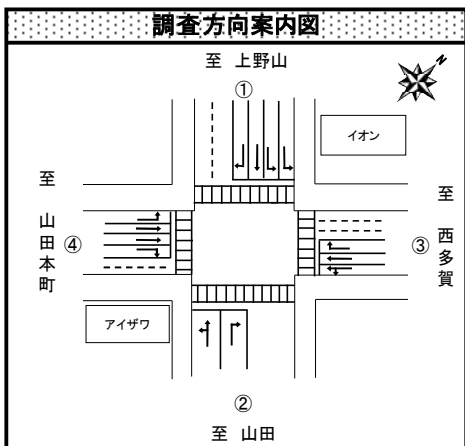 調査方向案内図
至 上野山
①
N
イオン
至 山田本町
④
③
至 西多賀
アイザワ
②
至 山田